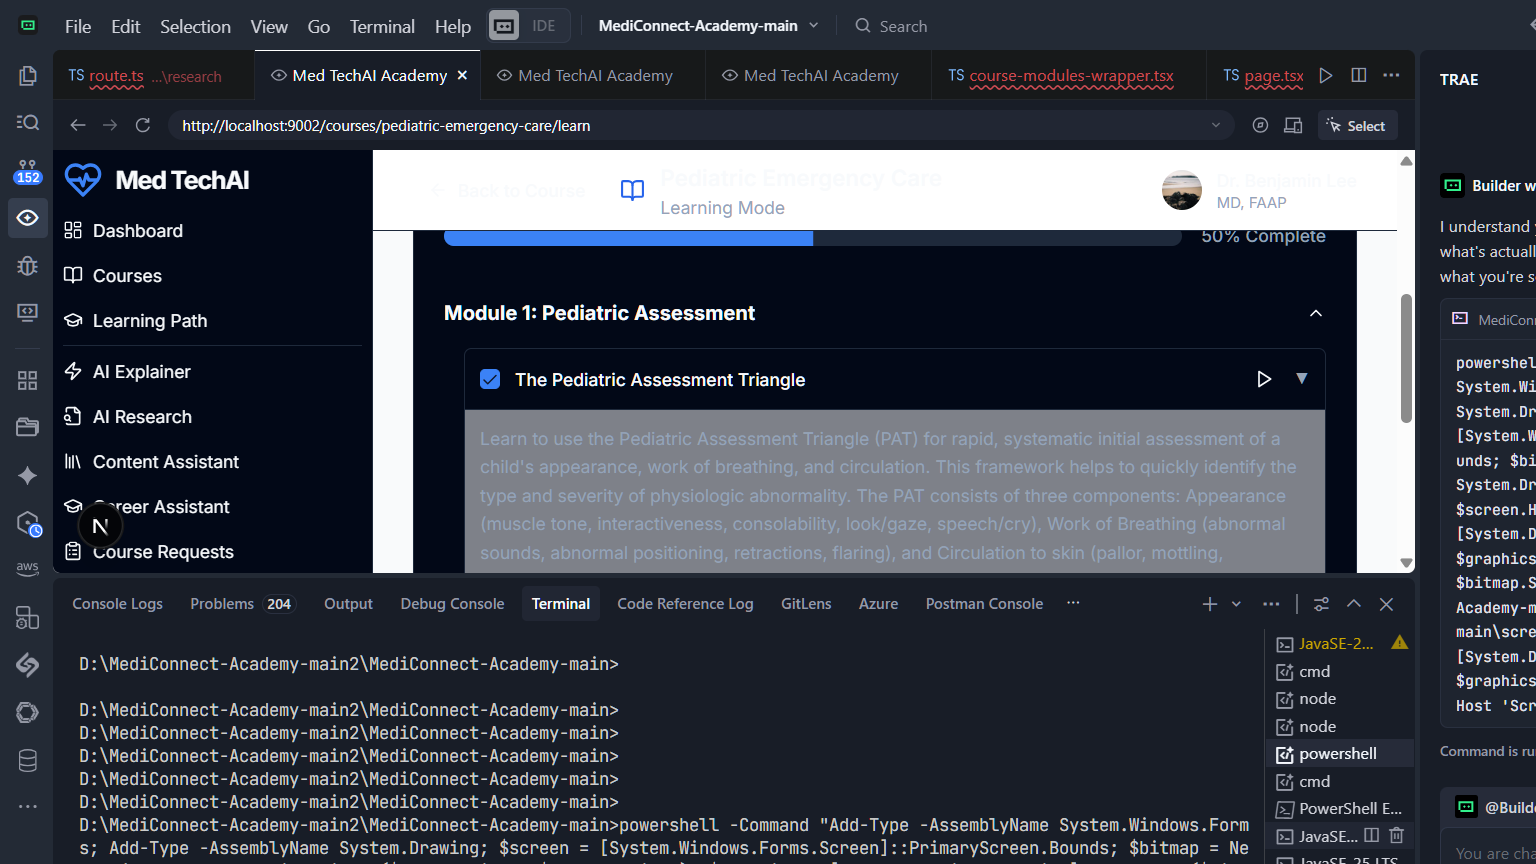 File Edit Selection View Go Terminal Help IDE MediConnect-Academy-main Search
TS route.ts ...\research Med TechAI Academy Med TechAI Academy Med TechAI Academy TS course-modules-wrapper.tsx TS page.tsx
TRAE
http://localhost:9002/courses/pediatric-emergency-care/learn Select
152
Med TechAI
Dashboard
Courses
Learning Path
AI Explainer
AI Research
Content Assistant
Career Assistant
N
Course Requests
Back to Course
Pediatric Emergency Care
Learning Mode
Dr. Benjamin Lee
MD, FAAP
50% Complete
Module 1: Pediatric Assessment
The Pediatric Assessment Triangle
Learn to use the Pediatric Assessment Triangle (PAT) for rapid, systematic initial assessment of a
child's appearance, work of breathing, and circulation. This framework helps to quickly identify the
type and severity of physiologic abnormality. The PAT consists of three components: Appearance
(muscle tone, interactiveness, consolability, look/gaze, speech/cry), Work of Breathing (abnormal
sounds, abnormal positioning, retractions, flaring), and Circulation to skin (pallor, mottling,
aws
Console Logs Problems 204 Output Debug Console Terminal Code Reference Log GitLens Azure Postman Console
D:\MediConnect-Academy-main2\MediConnect-Academy-main>
D:\MediConnect-Academy-main2\MediConnect-Academy-main>
D:\MediConnect-Academy-main2\MediConnect-Academy-main>
D:\MediConnect-Academy-main2\MediConnect-Academy-main>
D:\MediConnect-Academy-main2\MediConnect-Academy-main>
D:\MediConnect-Academy-main2\MediConnect-Academy-main>
D:\MediConnect-Academy-main2\MediConnect-Academy-main>powershell -Command "Add-Type -AssemblyName System.Windows.Form
s; Add-Type -AssemblyName System.Drawing; $screen = [System.Windows.Forms.Screen]::PrimaryScreen.Bounds; $bitmap = Ne
JavaSE-2...
cmd
node
node
powershell
cmd
PowerShell E...
JavaSE...
JavaSE-25 LTS
Builder w
I understand
what's actuall
what you're s
MediConn
powershel
System.Wi
System.Dr
[System.W
unds; $bi
System.Dr
$screen.H
[System.D
$graphics
$bitmap.S
Academy-m
main\scre
[System.D
$graphics
Host 'Scr
Command is ru
@Builde
You are cha